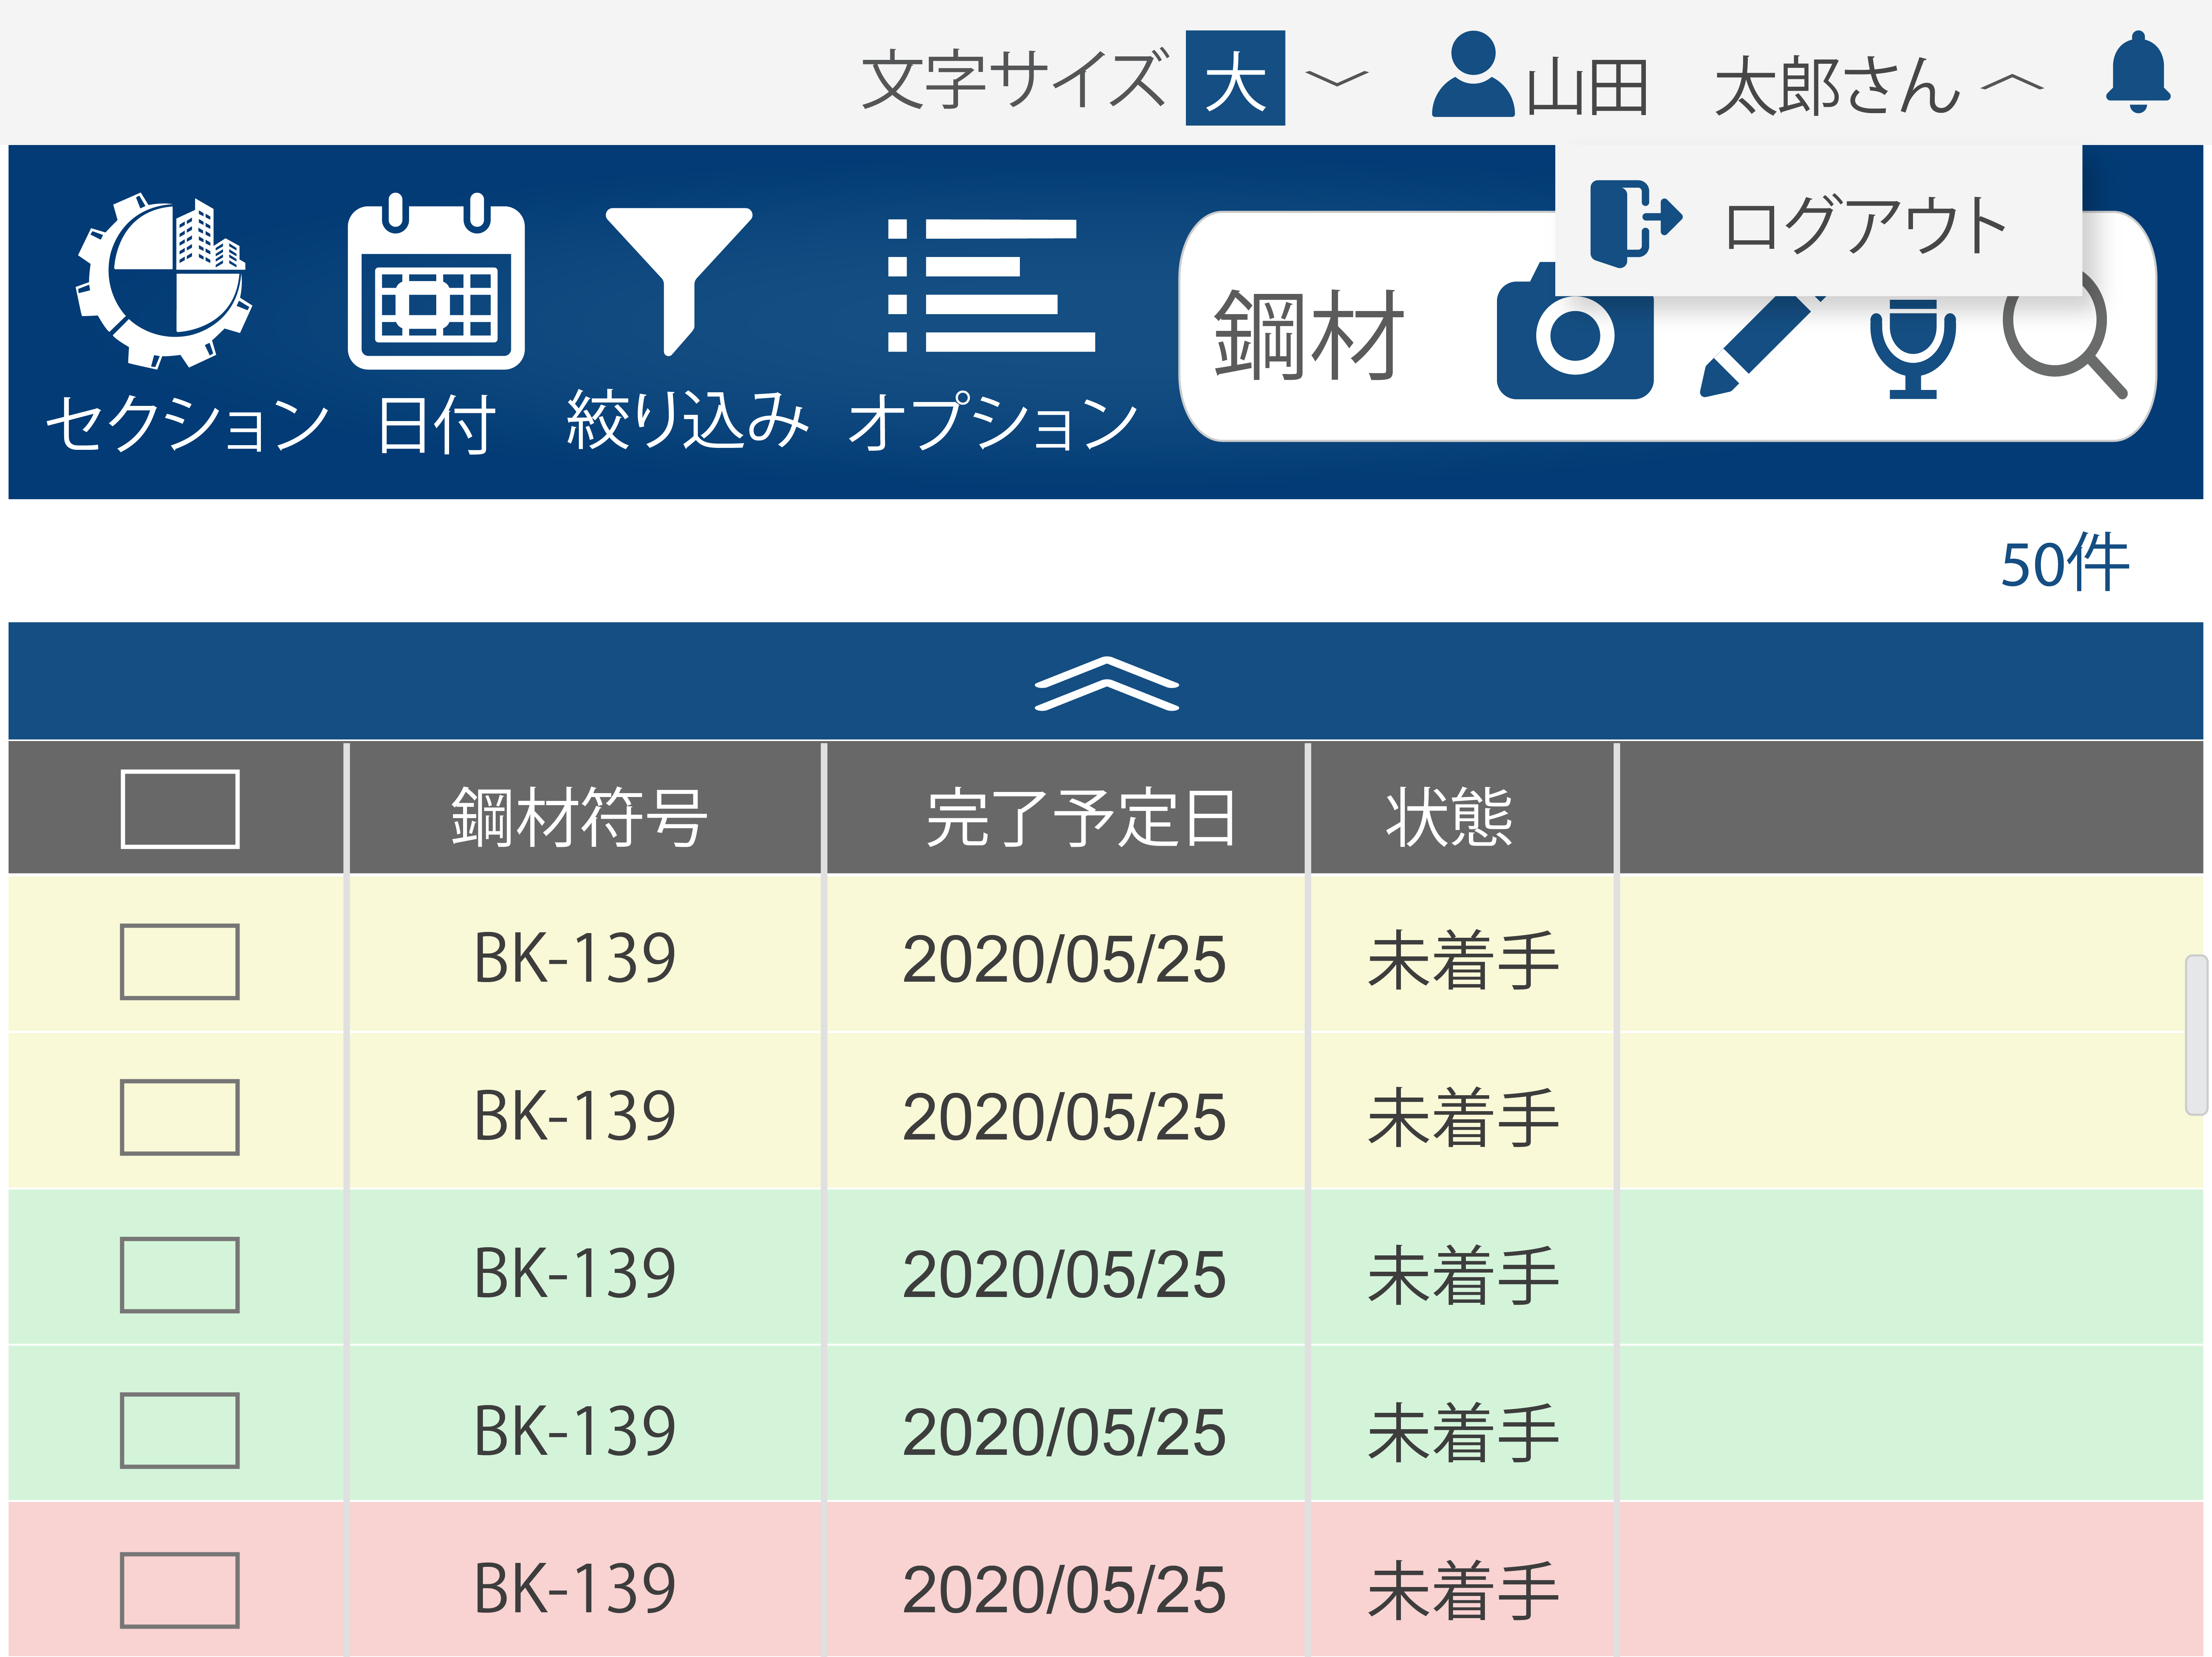 文字サイズ 大 山田　太郎さん
ログアウト
鋼材
セクション 日付 絞り込み オプション
50件
鋼材符号 完了予定日 状態
BK-139 2020/05/25 未着手
BK-139 2020/05/25 未着手
BK-139 2020/05/25 未着手
BK-139 2020/05/25 未着手
BK-139 2020/05/25 未着手